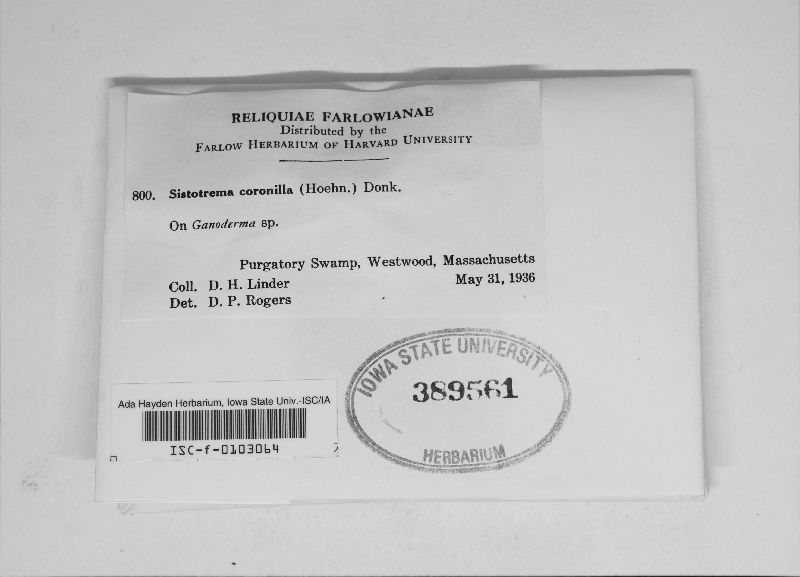 RELIQUIAE FARLOWIANAE
Distributed by the
FARLOW HERBARIUM OF HARVARD UNIVERSITY
800. Sistotrema coronilla (Hoehn.) Donk.
On Ganoderma sp.
Purgatory Swamp, Westwood, Massachusetts
Coll. D. H. Linder May 31, 1936
Det. D. P. Rogers
IOWA STATE UNIVERSITY
389561
HERBARIUM
Ada Hayden Herbarium, Iowa State Univ.-ISC/IA
ISC-f-0103064